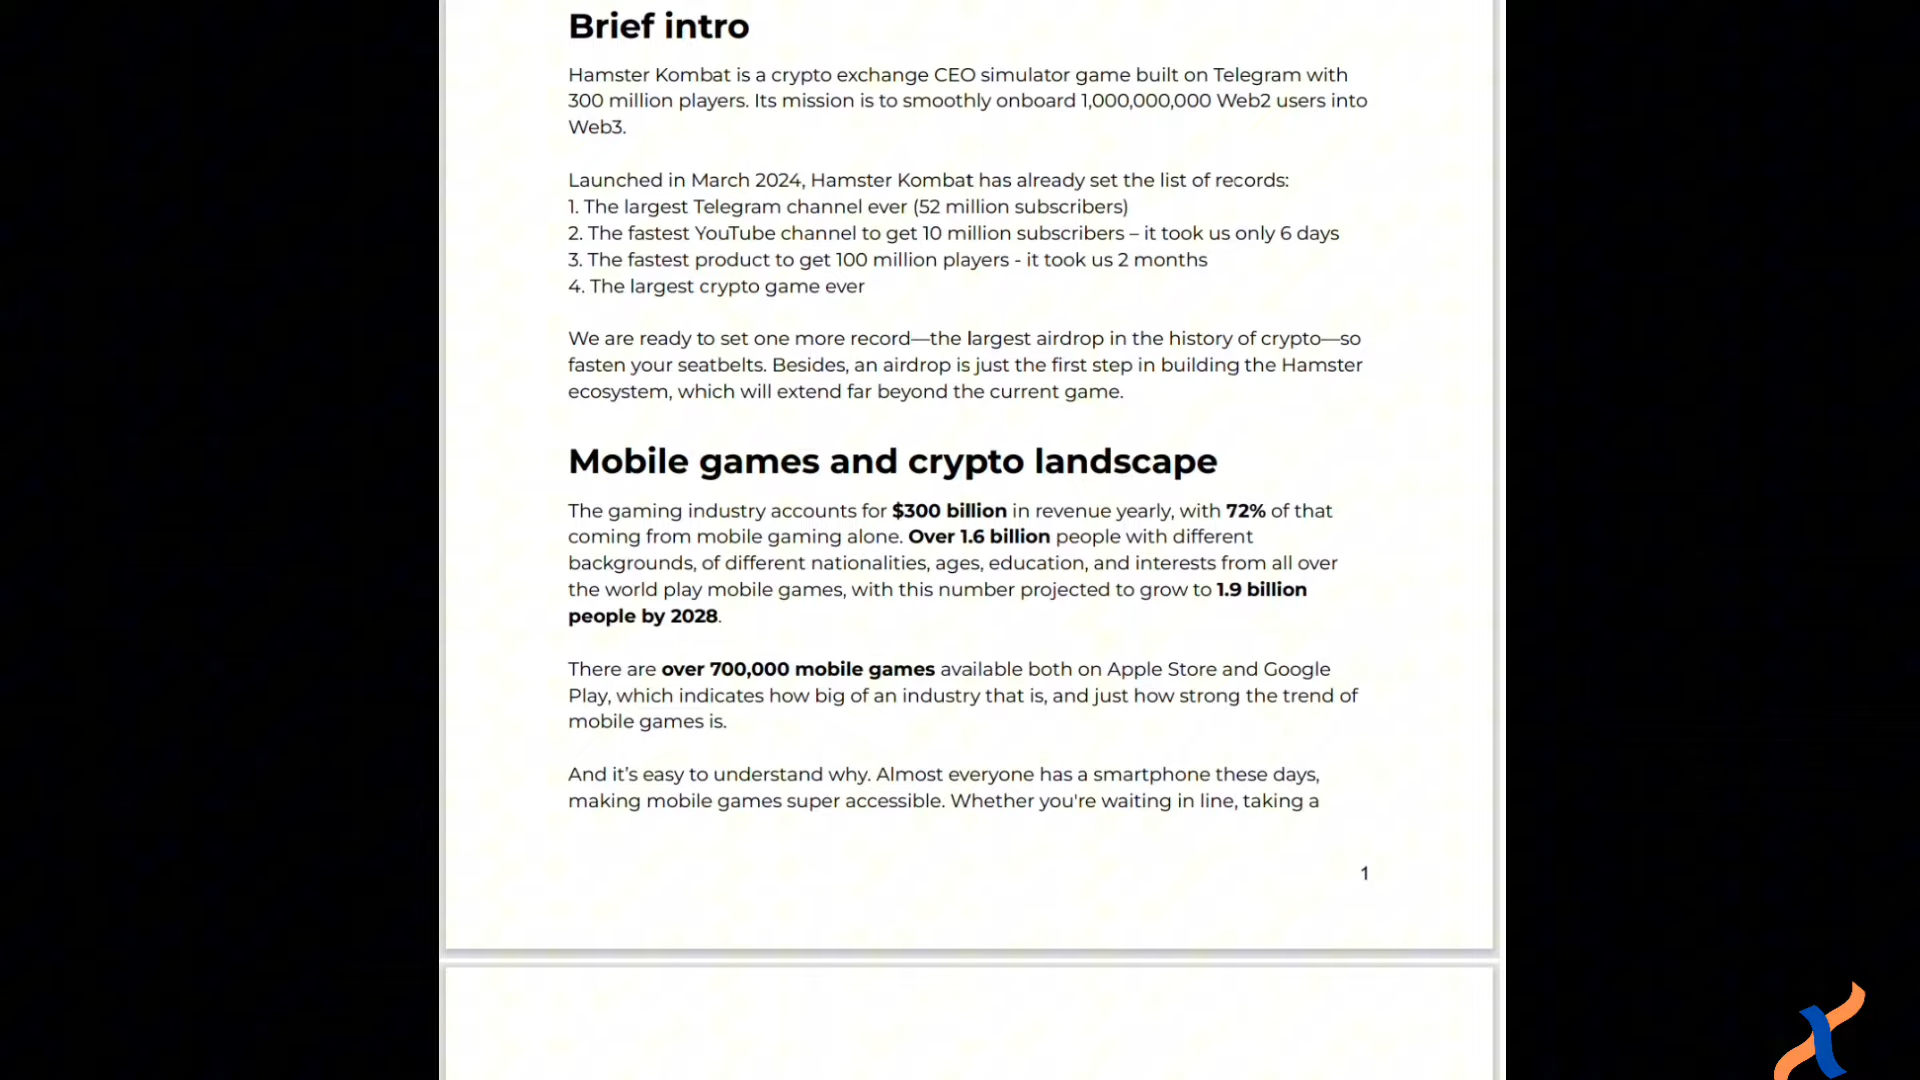 Brief intro
Hamster Kombat is a crypto exchange CEO simulator game built on Telegram with
300 million players. Its mission is to smoothly onboard 1,000,000,000 Web2 users into
Web3.
Launched in March 2024, Hamster Kombat has already set the list of records:
1. The largest Telegram channel ever (52 million subscribers)
2. The fastest YouTube channel to get 10 million subscribers – it took us only 6 days
3. The fastest product to get 100 million players - it took us 2 months
4. The largest crypto game ever
We are ready to set one more record—the largest airdrop in the history of crypto—so
fasten your seatbelts. Besides, an airdrop is just the first step in building the Hamster
ecosystem, which will extend far beyond the current game.
Mobile games and crypto landscape
The gaming industry accounts for $300 billion in revenue yearly, with 72% of that
coming from mobile gaming alone. Over 1.6 billion people with different
backgrounds, of different nationalities, ages, education, and interests from all over
the world play mobile games, with this number projected to grow to 1.9 billion
people by 2028.
There are over 700,000 mobile games available both on Apple Store and Google
Play, which indicates how big of an industry that is, and just how strong the trend of
mobile games is.
And it’s easy to understand why. Almost everyone has a smartphone these days,
making mobile games super accessible. Whether you're waiting in line, taking a
1